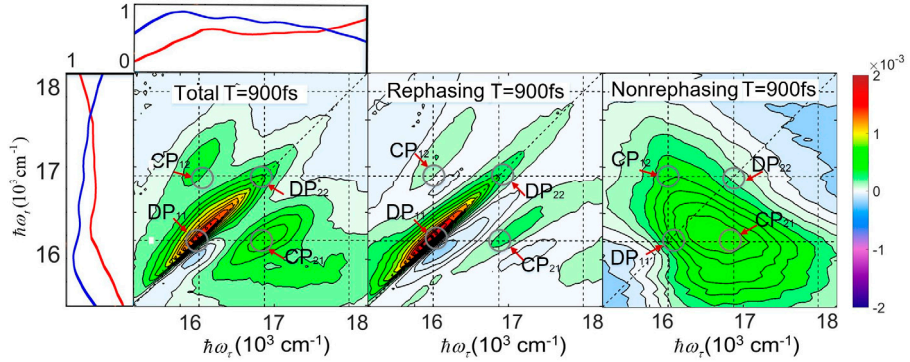 1
0
1 0
×10⁻³
18
17
16
ℏωₜ(10³ cm⁻¹)
Total T=900fs
CP₁₂
DP₂₂
DP₁₁
CP₂₁
Rephasing T=900fs
CP₁₂
DP₂₂
DP₁₁
CP₂₁
Nonrephasing T=900fs
CP₁₂
DP₂₂
CP₂₁
DP₁₁
2
1
0
-1
-2
16 17 18
16 17 18
16 17 18
ℏω_τ (10³ cm⁻¹)
ℏω_τ (10³ cm⁻¹)
ℏω_τ (10³ cm⁻¹)